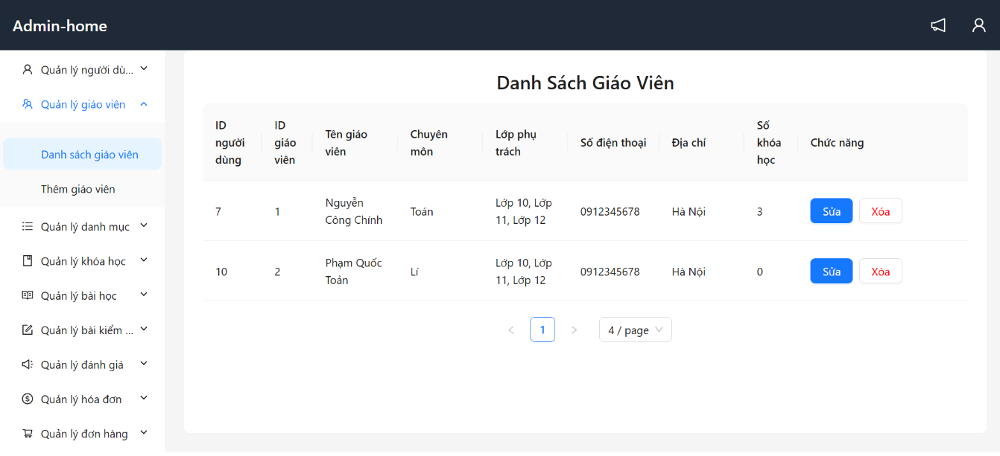 Admin-home
Quản lý người dù...
Quản lý giáo viên
Danh sách giáo viên
Thêm giáo viên
Quản lý danh mục
Quản lý khóa học
Quản lý bài học
Quản lý bài kiểm ...
Quản lý đánh giá
Quản lý hóa đơn
Quản lý đơn hàng
Danh Sách Giáo Viên
ID
người
dùng
ID
giáo
viên
Tên giáo
viên
Chuyên
môn
Lớp phụ
trách
Số điện thoại
Địa chỉ
Số
khóa
học
Chức năng
7
1
Nguyễn
Công Chính
Toán
Lớp 10, Lớp
11, Lớp 12
0912345678
Hà Nội
3
Sửa
Xóa
10
2
Phạm Quốc
Toản
Lí
Lớp 10, Lớp
11, Lớp 12
0912345678
Hà Nội
0
Sửa
Xóa
<
1
>
4 / page